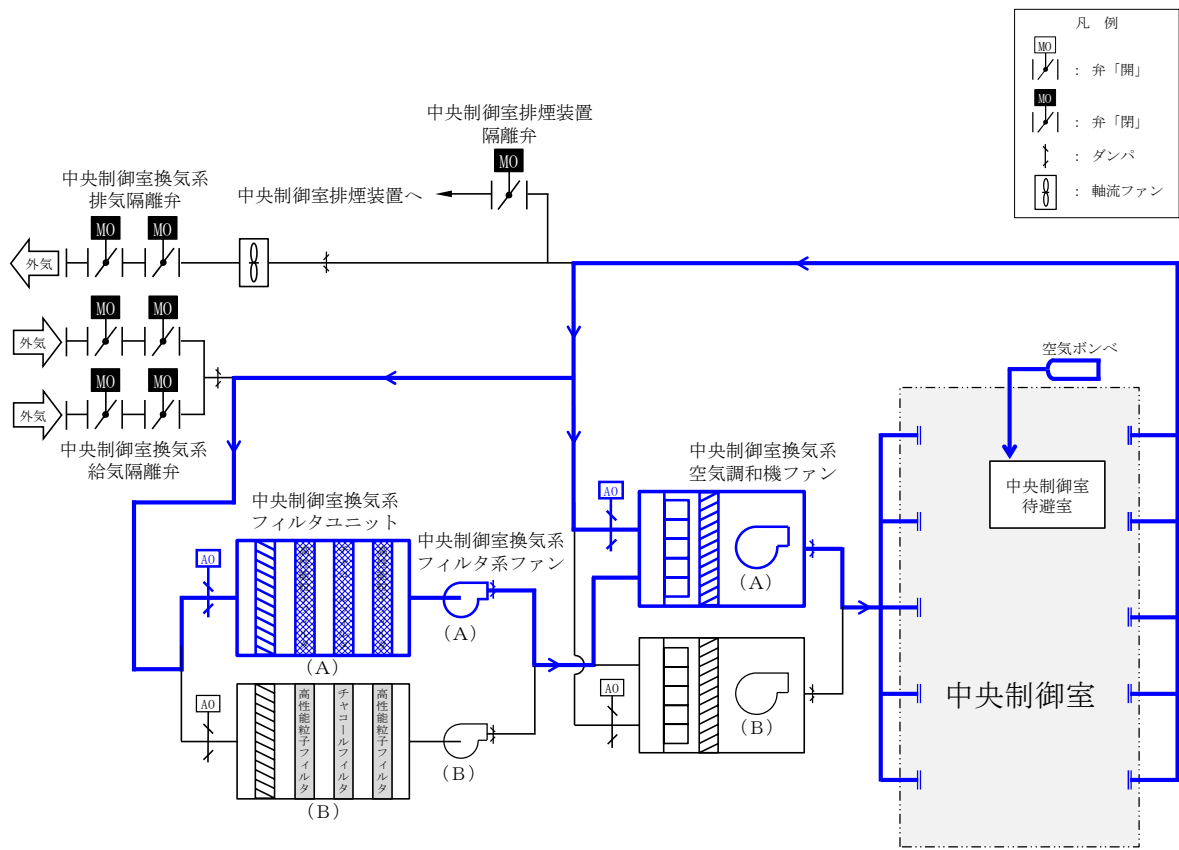 凡 例
MO
： 弁「開」
MO
： 弁「閉」
： ダンパ
： 軸流ファン
中央制御室排煙装置
隔離弁
MO
中央制御室換気系
排気隔離弁
中央制御室排煙装置へ
MO
MO
外気
MO
MO
外気
MO
MO
外気
中央制御室換気系
給気隔離弁
空気ボンベ
中央制御室
待避室
中央制御室換気系
空気調和機ファン
AO
(A)
中央制御室換気系
フィルタユニット
中央制御室換気系
フィルタ系ファン
AO
(A)
(A)
AO
高性能粒子フィルタ
チャコールフィルタ
高性能粒子フィルタ
(B)
(B)
AO
(B)
中央制御室